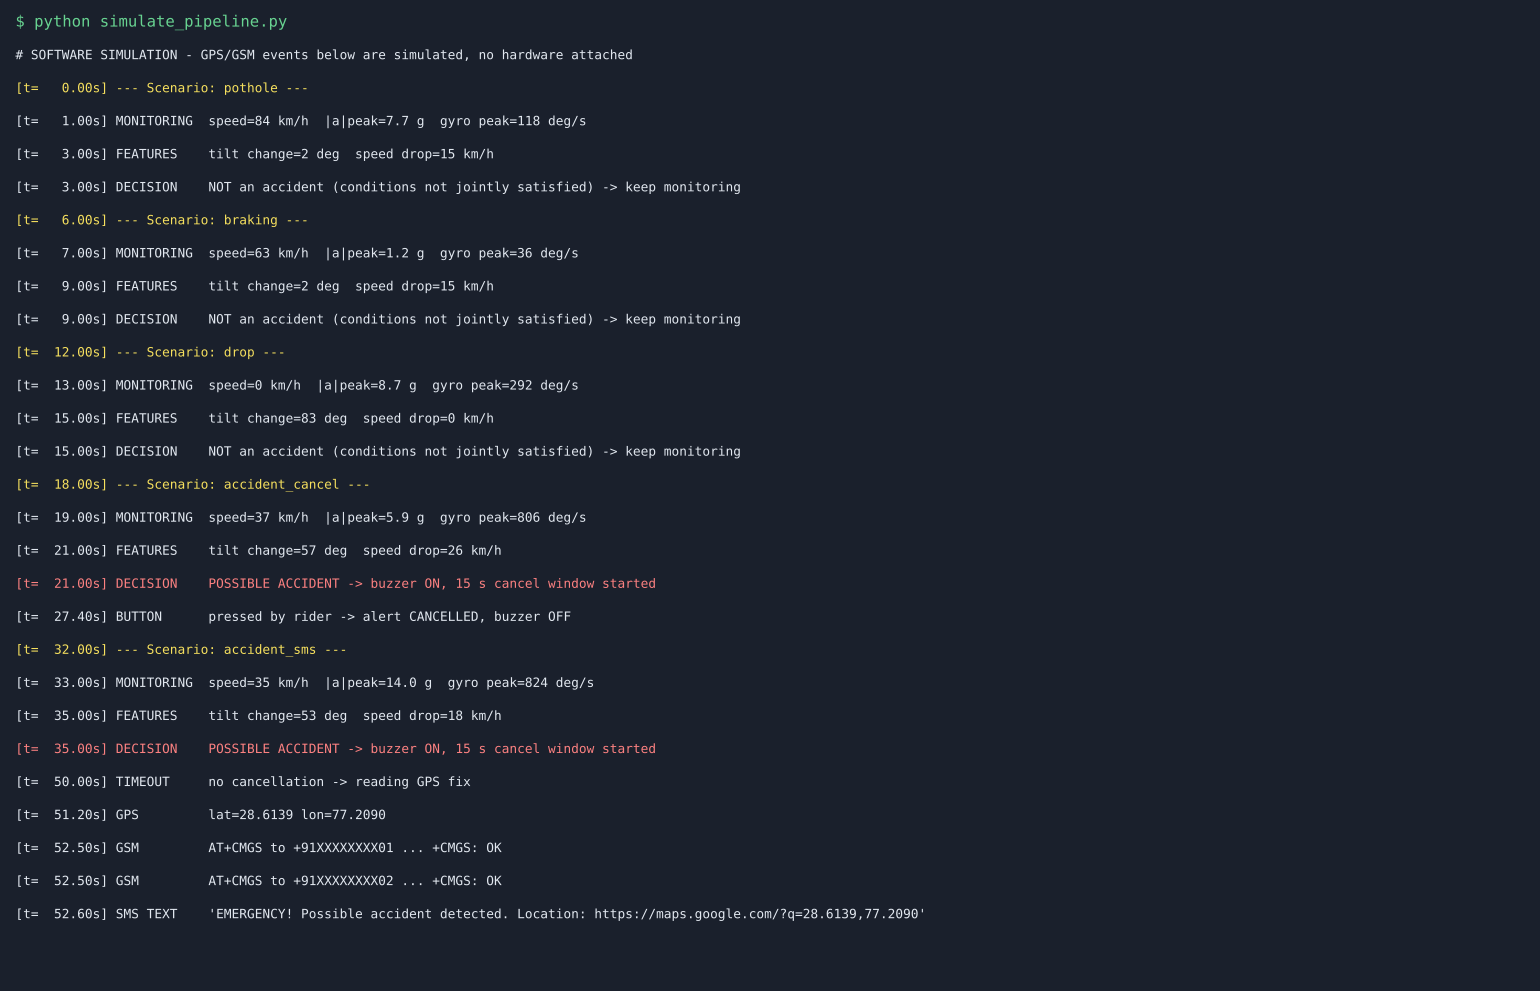 $ python simulate_pipeline.py
# SOFTWARE SIMULATION - GPS/GSM events below are simulated, no hardware attached
[t=   0.00s] --- Scenario: pothole ---
[t=   1.00s] MONITORING  speed=84 km/h  |a|peak=7.7 g  gyro peak=118 deg/s
[t=   3.00s] FEATURES    tilt change=2 deg  speed drop=15 km/h
[t=   3.00s] DECISION    NOT an accident (conditions not jointly satisfied) -> keep monitoring
[t=   6.00s] --- Scenario: braking ---
[t=   7.00s] MONITORING  speed=63 km/h  |a|peak=1.2 g  gyro peak=36 deg/s
[t=   9.00s] FEATURES    tilt change=2 deg  speed drop=15 km/h
[t=   9.00s] DECISION    NOT an accident (conditions not jointly satisfied) -> keep monitoring
[t=  12.00s] --- Scenario: drop ---
[t=  13.00s] MONITORING  speed=0 km/h  |a|peak=8.7 g  gyro peak=292 deg/s
[t=  15.00s] FEATURES    tilt change=83 deg  speed drop=0 km/h
[t=  15.00s] DECISION    NOT an accident (conditions not jointly satisfied) -> keep monitoring
[t=  18.00s] --- Scenario: accident_cancel ---
[t=  19.00s] MONITORING  speed=37 km/h  |a|peak=5.9 g  gyro peak=806 deg/s
[t=  21.00s] FEATURES    tilt change=57 deg  speed drop=26 km/h
[t=  21.00s] DECISION    POSSIBLE ACCIDENT -> buzzer ON, 15 s cancel window started
[t=  27.40s] BUTTON      pressed by rider -> alert CANCELLED, buzzer OFF
[t=  32.00s] --- Scenario: accident_sms ---
[t=  33.00s] MONITORING  speed=35 km/h  |a|peak=14.0 g  gyro peak=824 deg/s
[t=  35.00s] FEATURES    tilt change=53 deg  speed drop=18 km/h
[t=  35.00s] DECISION    POSSIBLE ACCIDENT -> buzzer ON, 15 s cancel window started
[t=  50.00s] TIMEOUT     no cancellation -> reading GPS fix
[t=  51.20s] GPS         lat=28.6139 lon=77.2090
[t=  52.50s] GSM         AT+CMGS to +91XXXXXXXX01 ... +CMGS: OK
[t=  52.50s] GSM         AT+CMGS to +91XXXXXXXX02 ... +CMGS: OK
[t=  52.60s] SMS TEXT    'EMERGENCY! Possible accident detected. Location: https://maps.google.com/?q=28.6139,77.2090'